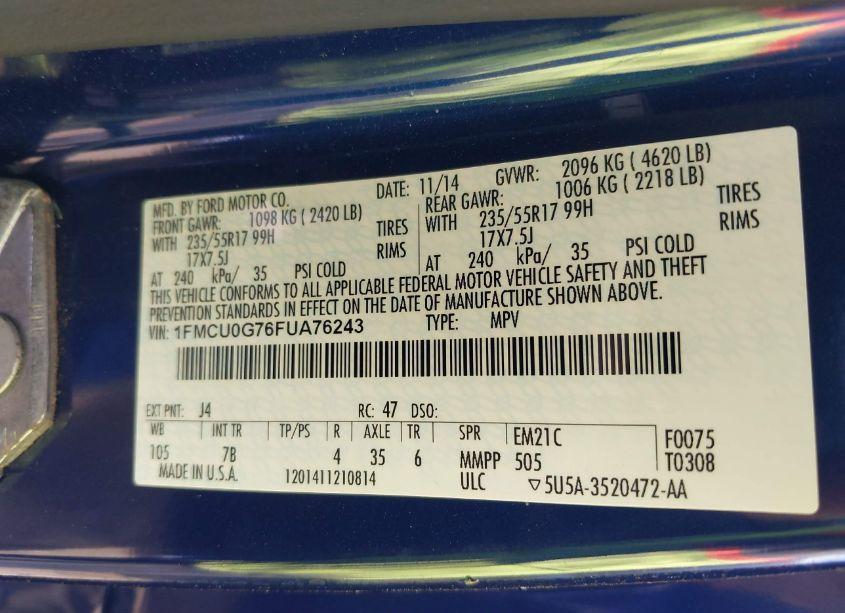 MFD. BY FORD MOTOR CO. DATE: 11/14 GVWR: 2096 KG ( 4620 LB)
FRONT GAWR: 1098 KG ( 2420 LB) REAR GAWR: 1006 KG ( 2218 LB)
WITH 235/55R17 99H TIRES WITH 235/55R17 99H TIRES
17X7.5J RIMS 17X7.5J RIMS
AT 240 kPa/ 35 PSI COLD AT 240 kPa/ 35 PSI COLD
THIS VEHICLE CONFORMS TO ALL APPLICABLE FEDERAL MOTOR VEHICLE SAFETY AND THEFT
PREVENTION STANDARDS IN EFFECT ON THE DATE OF MANUFACTURE SHOWN ABOVE.
VIN: 1FMCU0G76FUA76243 TYPE: MPV
EXT PNT: J4 RC: 47 DSO:
WB INT TR TP/PS R AXLE TR SPR EM21C F0075
105 7B 4 35 6 MMPP 505 T0308
MADE IN U.S.A. 1201411210814 ULC ▽5U5A-3520472-AA